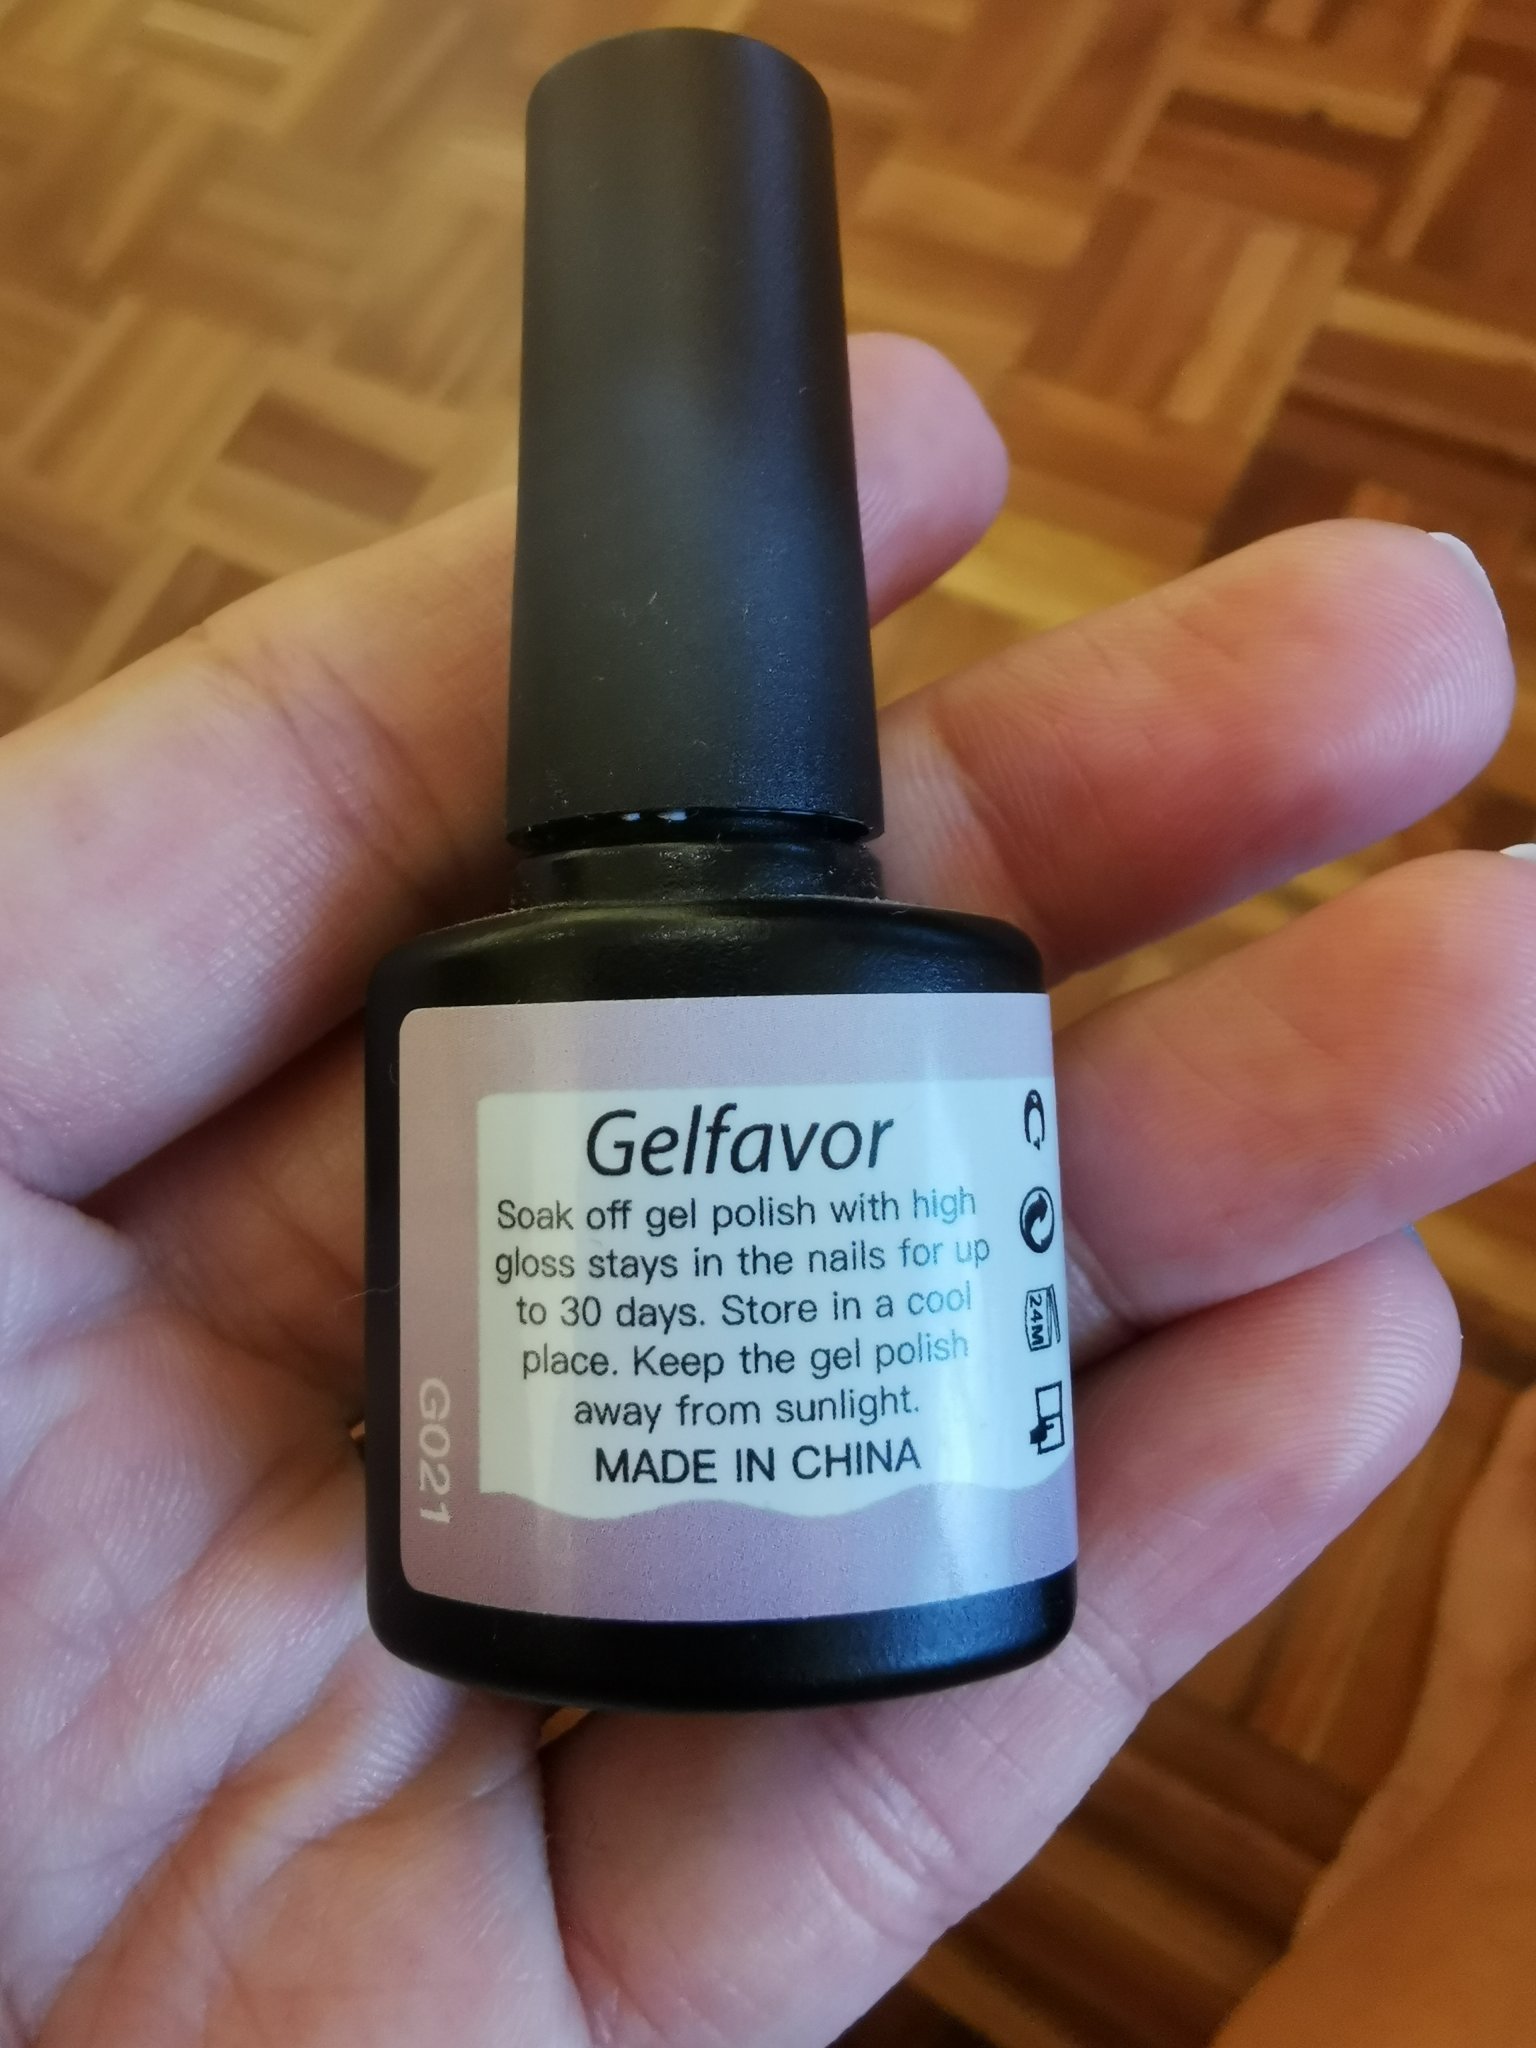 Gelfavor
Soak off gel polish with high
gloss stays in the nails for up
to 30 days. Store in a cool
place. Keep the gel polish
away from sunlight.
MADE IN CHINA
24M
G021